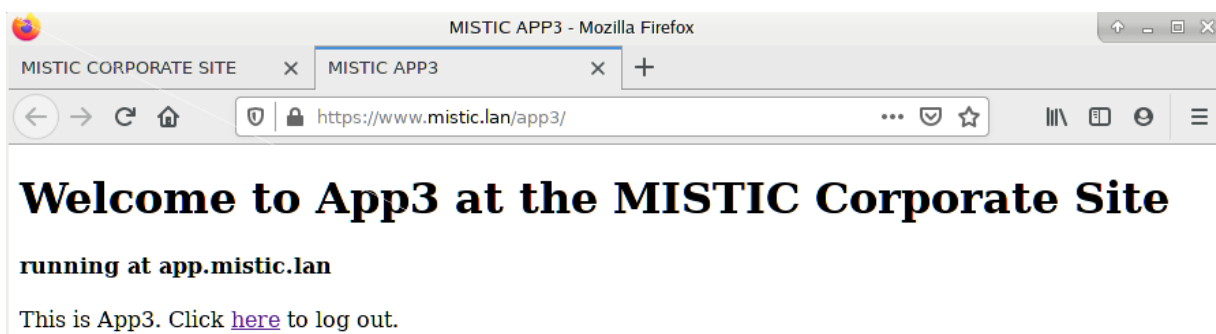 MISTIC APP3 - Mozilla Firefox
MISTIC CORPORATE SITE MISTIC APP3
https://www.mistic.lan/app3/
Welcome to App3 at the MISTIC Corporate Site
running at app.mistic.lan
This is App3. Click here to log out.